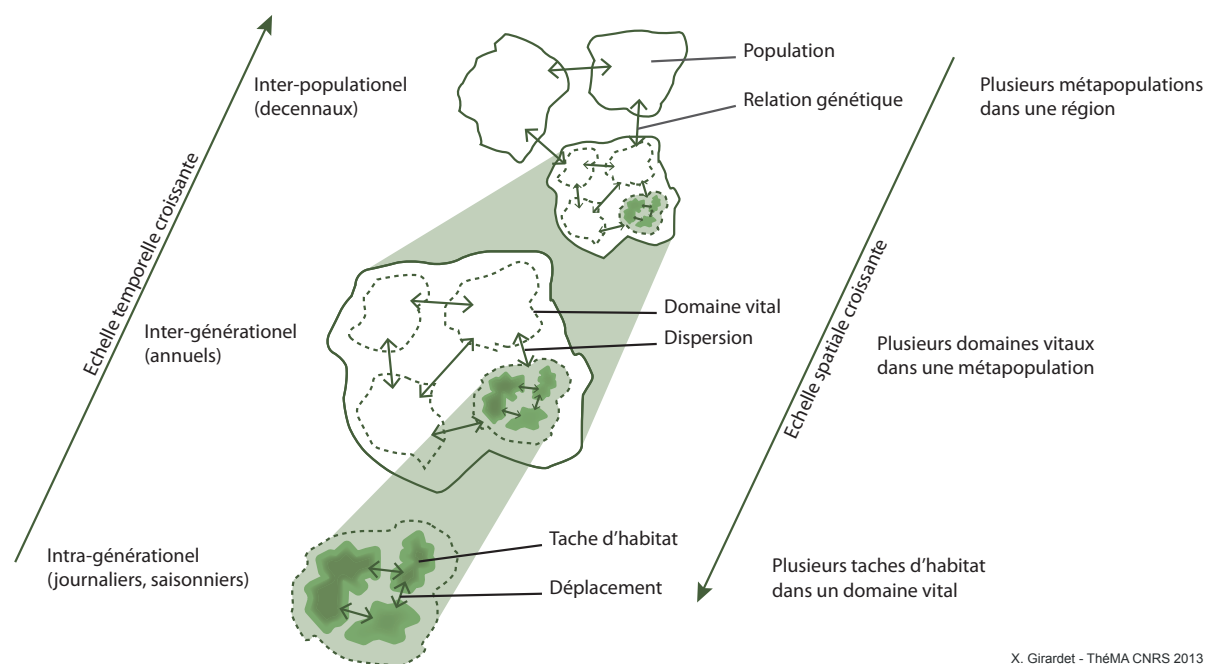 Population
Inter-populationel
(decennaux)
Plusieurs métapopulations
dans une région
Relation génétique
Echelle temporelle croissante
Echelle spatiale croissante
Domaine vital
Inter-générationel
(annuels)
Dispersion
Plusieurs domaines vitaux
dans une métapopulation
Tache d'habitat
Intra-générationel
(journaliers, saisonniers)
Déplacement
Plusieurs taches d'habitat
dans un domaine vital
X. Girardet - ThéMA CNRS 2013